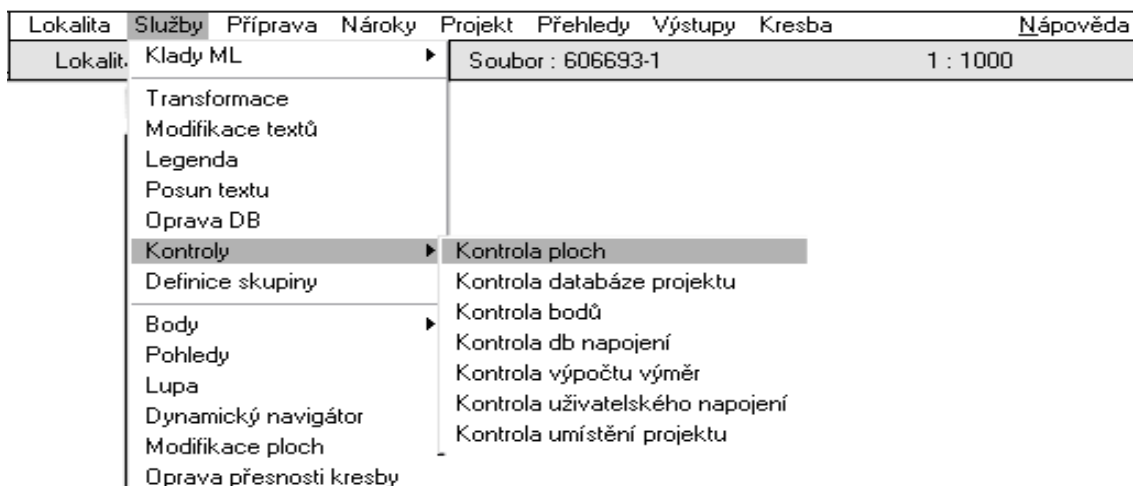 Lokalita Služby Příprava Nároky Projekt Přehledy Výstupy Kresba Nápověda
Lokalit Klady ML Soubor : 606693-1 1 : 1000
Transformace
Modifikace textů
Legenda
Posun textu
Oprava DB
Kontroly Kontrola ploch
Definice skupiny Kontrola databáze projektu
Kontrola bodů
Body Kontrola db napojení
Pohledy
Kontrola výpočtu výměr
Lupa
Kontrola uživatelského napojení
Dynamický navigátor
Kontrola umístění projektu
Modifikace ploch
Oprava přesnosti kresby